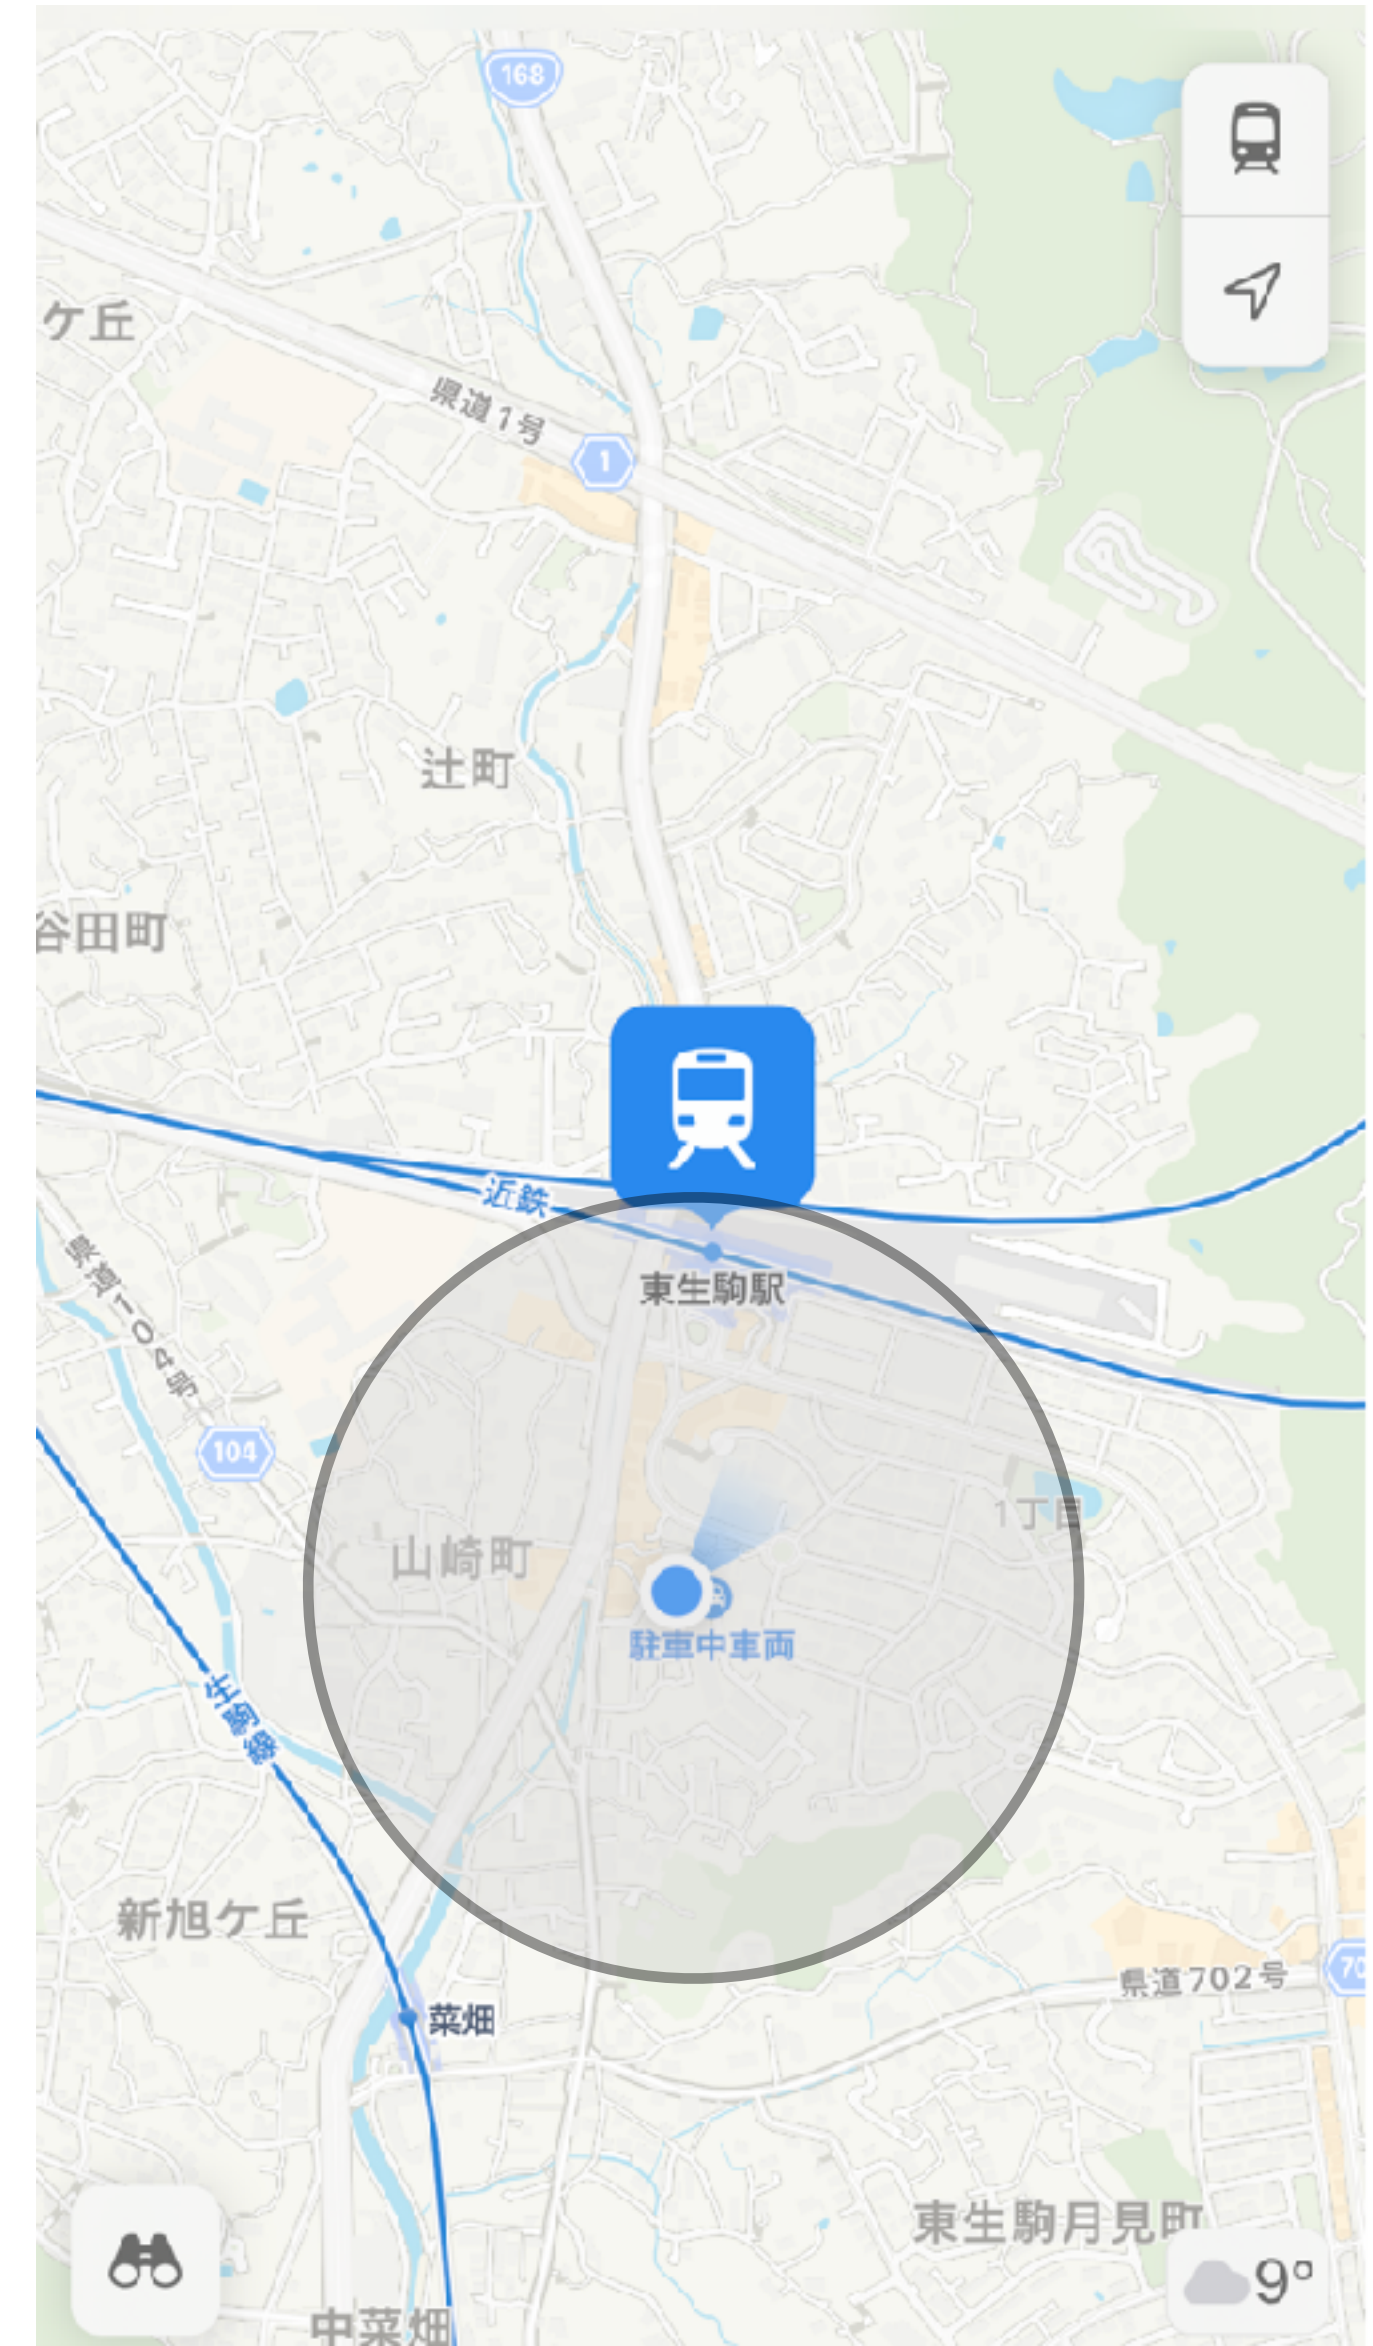 168
ケ丘
県道1号
1
辻町
谷田町
近鉄
東生駒駅
県道104号
104
1丁目
山崎町
駐車中車両
生駒線
新旭ケ丘
県道702号
70
菜畑
東生駒月見町
9°
中菜畑